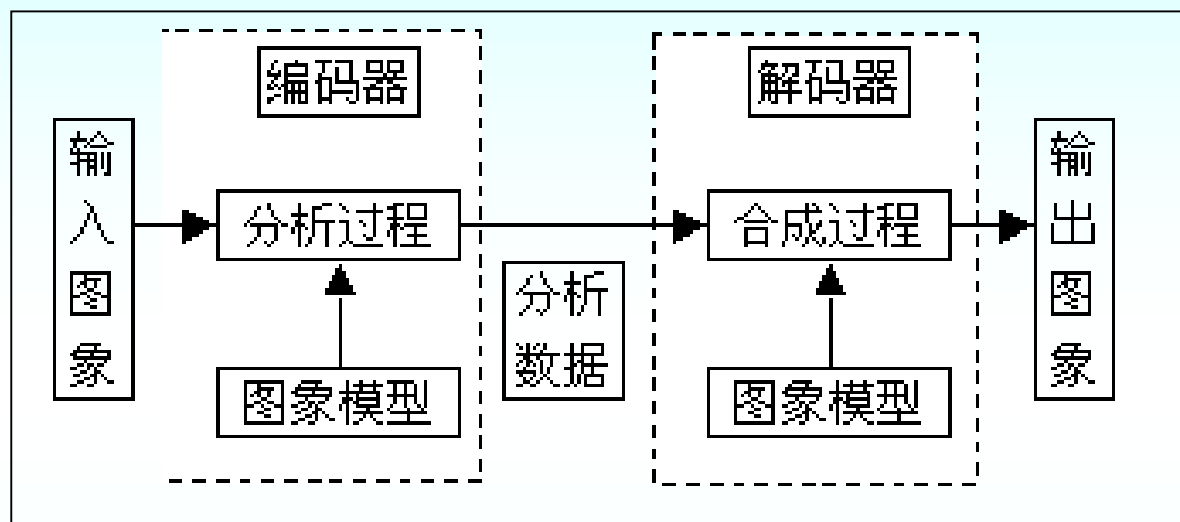 编码器
解码器
输入图象
分析过程
合成过程
输出图象
分析
数据
图象模型
图象模型